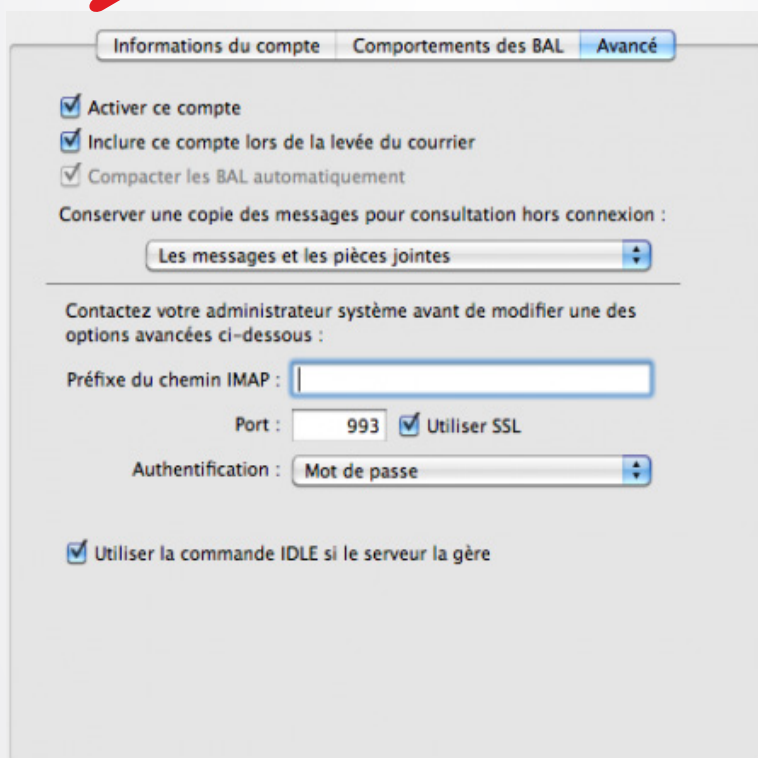 Informations du compte Comportements des BAL Avancé
Activer ce compte
Inclure ce compte lors de la levée du courrier
Compacter les BAL automatiquement
Conserver une copie des messages pour consultation hors connexion :
Les messages et les pièces jointes
Contactez votre administrateur système avant de modifier une des
options avancées ci-dessous :
Préfixe du chemin IMAP :
Port : 993 Utiliser SSL
Authentification : Mot de passe
Utiliser la commande IDLE si le serveur la gère